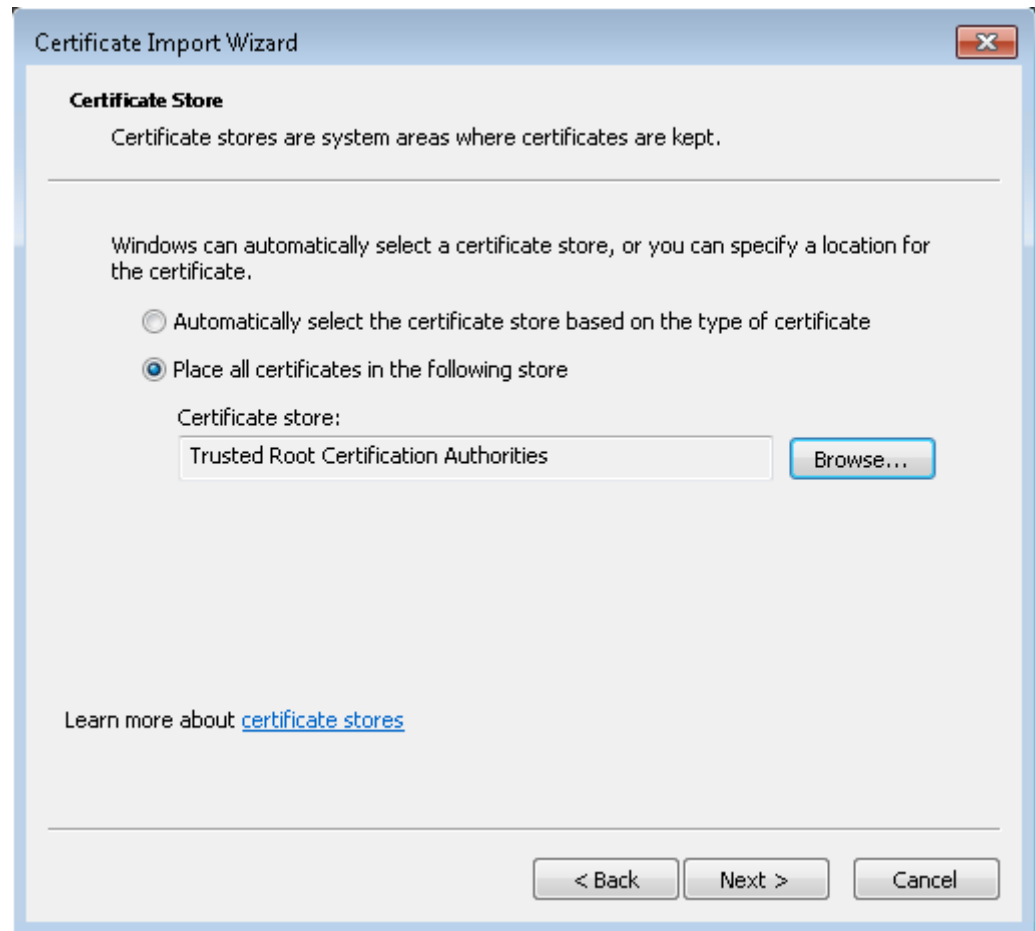 Certificate Import Wizard
Certificate Store
Certificate stores are system areas where certificates are kept.
Windows can automatically select a certificate store, or you can specify a location for
the certificate.
Automatically select the certificate store based on the type of certificate
Place all certificates in the following store
Certificate store:
Trusted Root Certification Authorities
Browse...
Learn more about certificate stores
< Back
Next >
Cancel